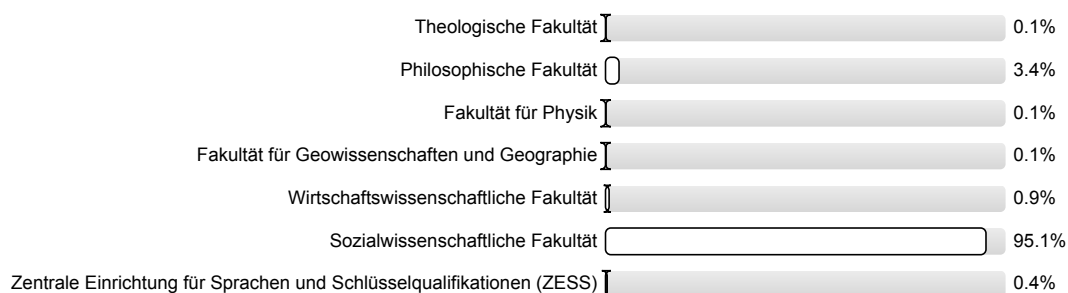 Theologische Fakultät 0.1%
Philosophische Fakultät 3.4%
Fakultät für Physik 0.1%
Fakultät für Geowissenschaften und Geographie 0.1%
Wirtschaftswissenschaftliche Fakultät 0.9%
Sozialwissenschaftliche Fakultät 95.1%
Zentrale Einrichtung für Sprachen und Schlüsselqualifikationen (ZESS) 0.4%